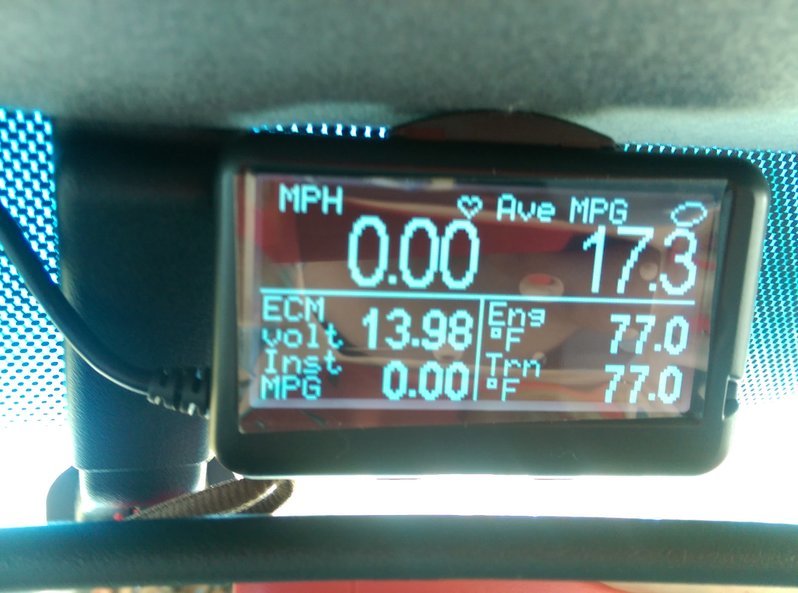 MPH ♡ Ave MPG
0.00 17.3
ECM volt 13.98
Eng °F 77.0
Inst MPG 0.00
Trn °F 77.0